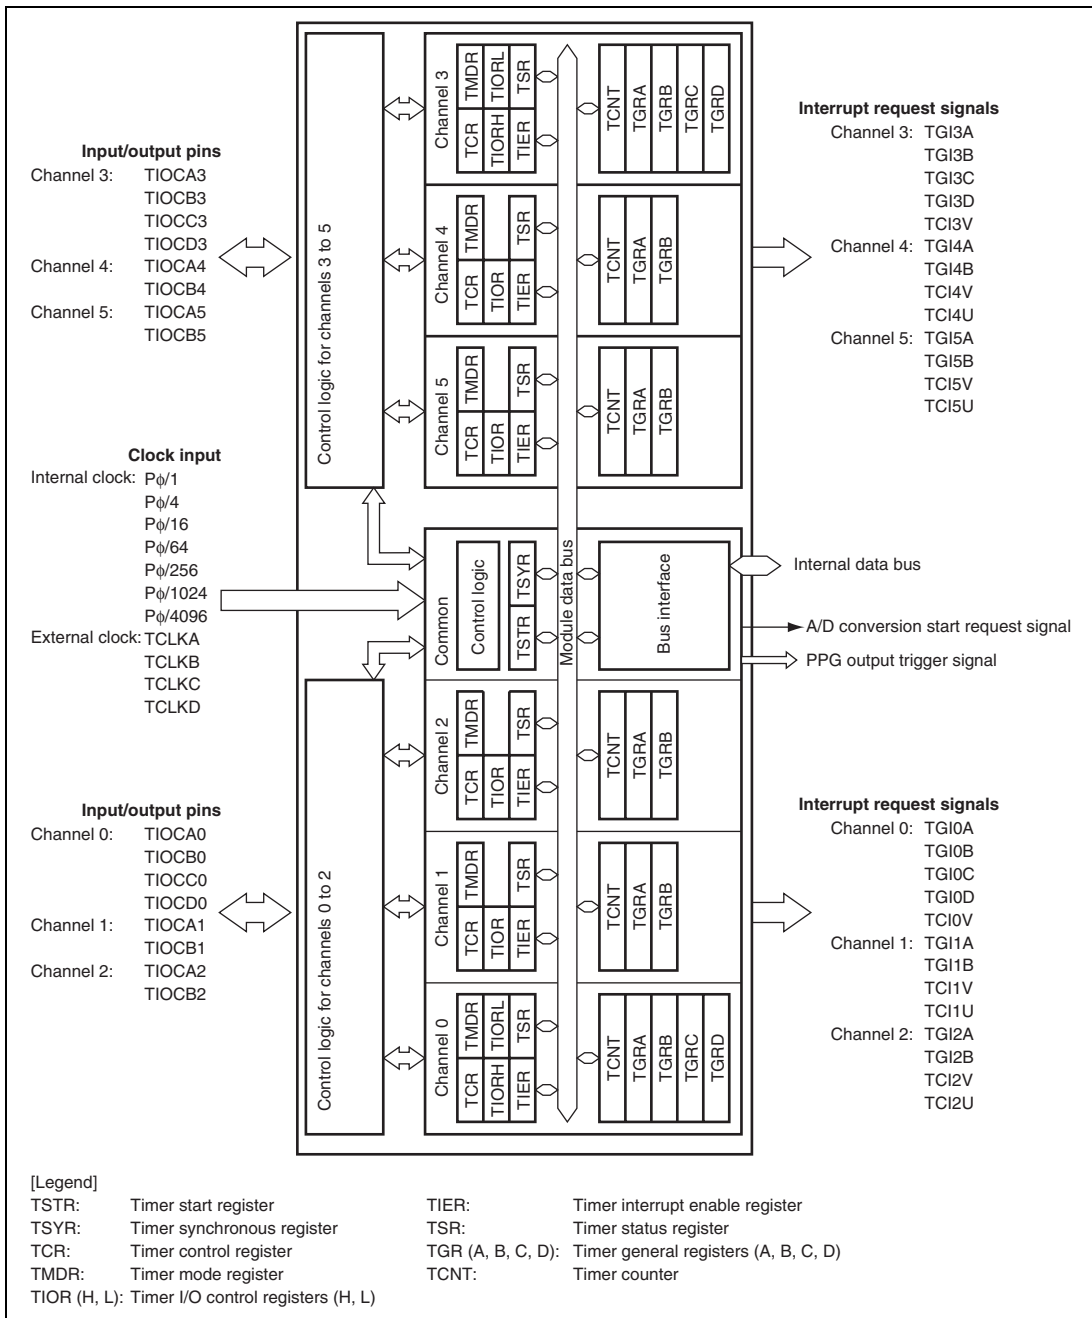 Input/output pins
Channel 3: TIOCA3
TIOCB3
TIOCC3
TIOCD3
Channel 4: TIOCA4
TIOCB4
Channel 5: TIOCA5
TIOCB5
Clock input
Internal clock: Pϕ/1
Pϕ/4
Pϕ/16
Pϕ/64
Pϕ/256
Pϕ/1024
Pϕ/4096
External clock: TCLKA
TCLKB
TCLKC
TCLKD
Input/output pins
Channel 0: TIOCA0
TIOCB0
TIOCC0
TIOCD0
Channel 1: TIOCA1
TIOCB1
Channel 2: TIOCA2
TIOCB2
Control logic for channels 3 to 5
Control logic for channels 0 to 2
Channel 3
TCR TMDR
TIORH TIORL
TIER TSR
TCNT
TGRA
TGRB
TGRC
TGRD
Channel 4
TCR TMDR
TIOR
TIER TSR
TCNT
TGRA
TGRB
Channel 5
TCR TMDR
TIOR
TIER TSR
TCNT
TGRA
TGRB
Common
Control logic
TSTR TSYR
Module data bus
Bus interface
Channel 2
TCR TMDR
TIOR
TIER TSR
TCNT
TGRA
TGRB
Channel 1
TCR TMDR
TIOR
TIER TSR
TCNT
TGRA
TGRB
Channel 0
TCR TMDR
TIORH TIORL
TIER TSR
TCNT
TGRA
TGRB
TGRC
TGRD
Interrupt request signals
Channel 3: TGI3A
TGI3B
TGI3C
TGI3D
TCI3V
Channel 4: TGI4A
TGI4B
TCI4V
TCI4U
Channel 5: TGI5A
TGI5B
TCI5V
TCI5U
Internal data bus
A/D conversion start request signal
PPG output trigger signal
Interrupt request signals
Channel 0: TGI0A
TGI0B
TGI0C
TGI0D
TCI0V
Channel 1: TGI1A
TGI1B
TCI1V
TCI1U
Channel 2: TGI2A
TGI2B
TCI2V
TCI2U
[Legend]
TSTR: Timer start register
TSYR: Timer synchronous register
TCR: Timer control register
TMDR: Timer mode register
TIOR (H, L): Timer I/O control registers (H, L)
TIER: Timer interrupt enable register
TSR: Timer status register
TGR (A, B, C, D): Timer general registers (A, B, C, D)
TCNT: Timer counter